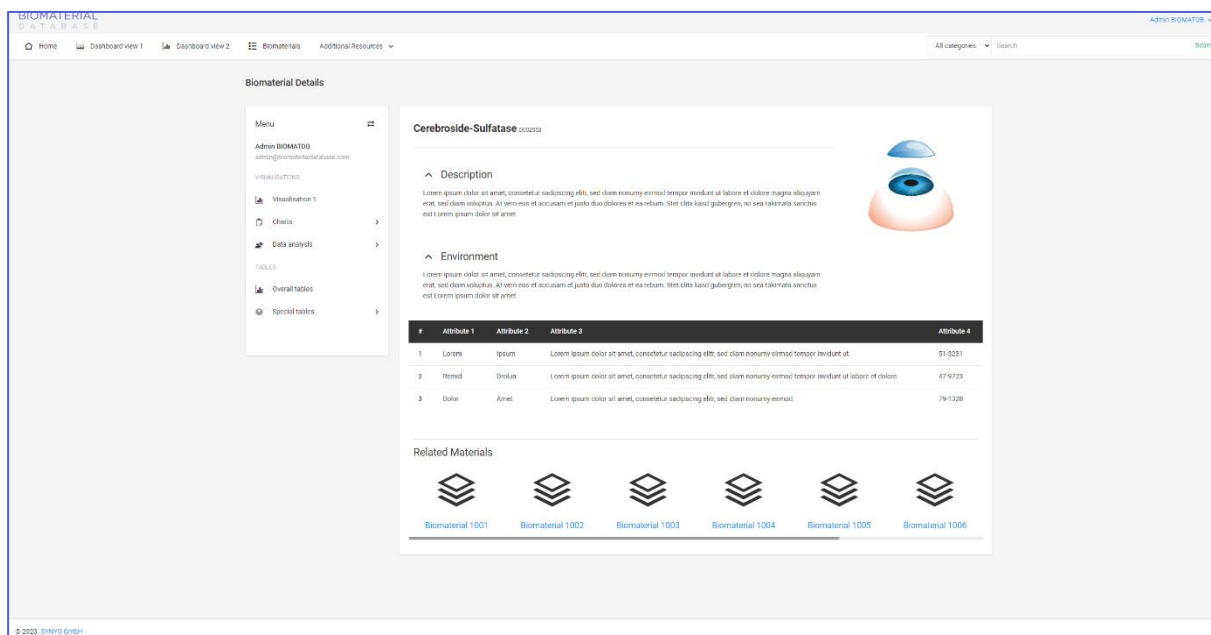 BIOMATERIAL
DATABASE
Admin BIOMATDB
Home Dashboard view 1 Dashboard view 2 Biomaterials Additional Resources
All categories Search Searc
Biomaterial Details
Menu
Admin BIOMATDB
admin@biomaterialdatabase.com
VISUALISATIONS
Visualisation 1
Charts
Data analysis
TABLES
Overall tables
Special tables
Cerebroside-Sulfatase
Description
Lorem ipsum dolor sit amet, consetetur sadipscing elitr, sed diam nonumy eirmod tempor invidunt ut labore et dolore magna aliquyam
erat, sed diam voluptua. At vero eos et accusam et justo duo dolores et ea rebum. Stet clita kasd gubergren, no sea takimata sanctus
est Lorem ipsum dolor sit amet.
Environment
Lorem ipsum dolor sit amet, consetetur sadipscing elitr, sed diam nonumy eirmod tempor invidunt ut labore et dolore magna aliquyam
erat, sed diam voluptua. At vero eos et accusam et justo duo dolores et ea rebum. Stet clita kasd gubergren, no sea takimata sanctus
est Lorem ipsum dolor sit amet.
# Attribute 1 Attribute 2 Attribute 3 Attribute 4
1 Lorem Ipsum Lorem ipsum dolor sit amet, consetetur sadipscing elitr, sed diam nonumy eirmod tempor invidunt ut. 51-3231
2 Remid Drolun Lorem ipsum dolor sit amet, consetetur sadipscing elitr, sed diam nonumy eirmod tempor invidunt ut labore et dolore. 47-9723
3 Dolor Amet Lorem ipsum dolor sit amet, consetetur sadipscing elitr, sed diam nonumy eirmod. 79-1328
Related Materials
Biomaterial 1001 Biomaterial 1002 Biomaterial 1003 Biomaterial 1004 Biomaterial 1005 Biomaterial 1006
© 2023. SYNYO GmbH